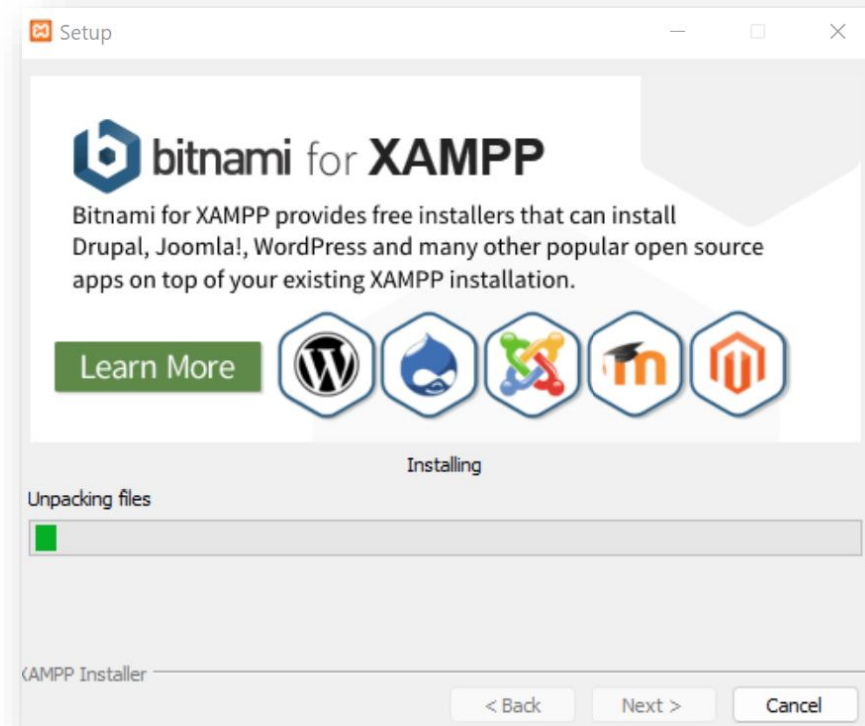 Setup
bitnami for XAMPP
Bitnami for XAMPP provides free installers that can install
Drupal, Joomla!, WordPress and many other popular open source
apps on top of your existing XAMPP installation.
Learn More
Installing
Unpacking files
XAMPP Installer
< Back Next > Cancel